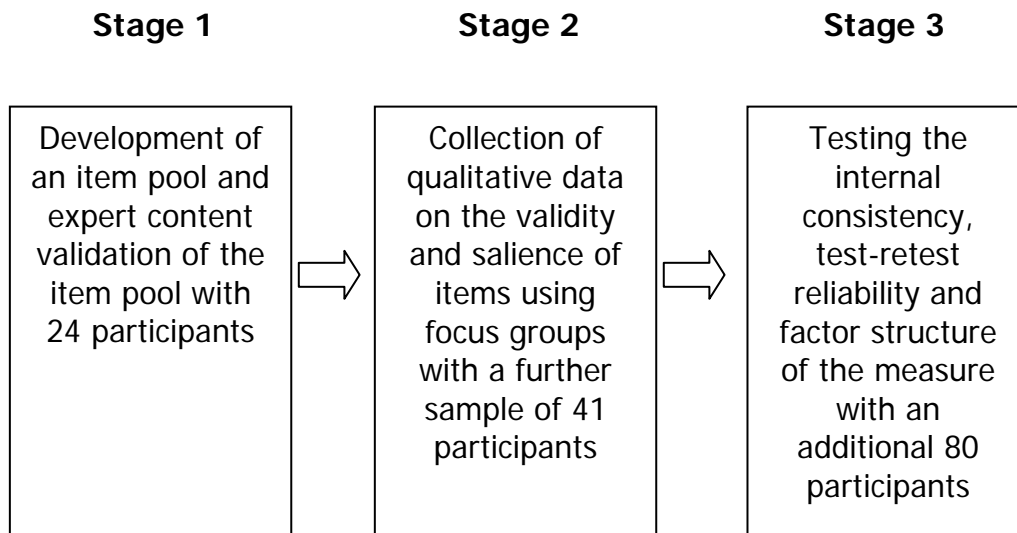 Stage 1
Stage 2
Stage 3
Development of
an item pool and
expert content
validation of the
item pool with
24 participants
Collection of
qualitative data
on the validity
and salience of
items using
focus groups
with a further
sample of 41
participants
Testing the
internal
consistency,
test-retest
reliability and
factor structure
of the measure
with an
additional 80
participants